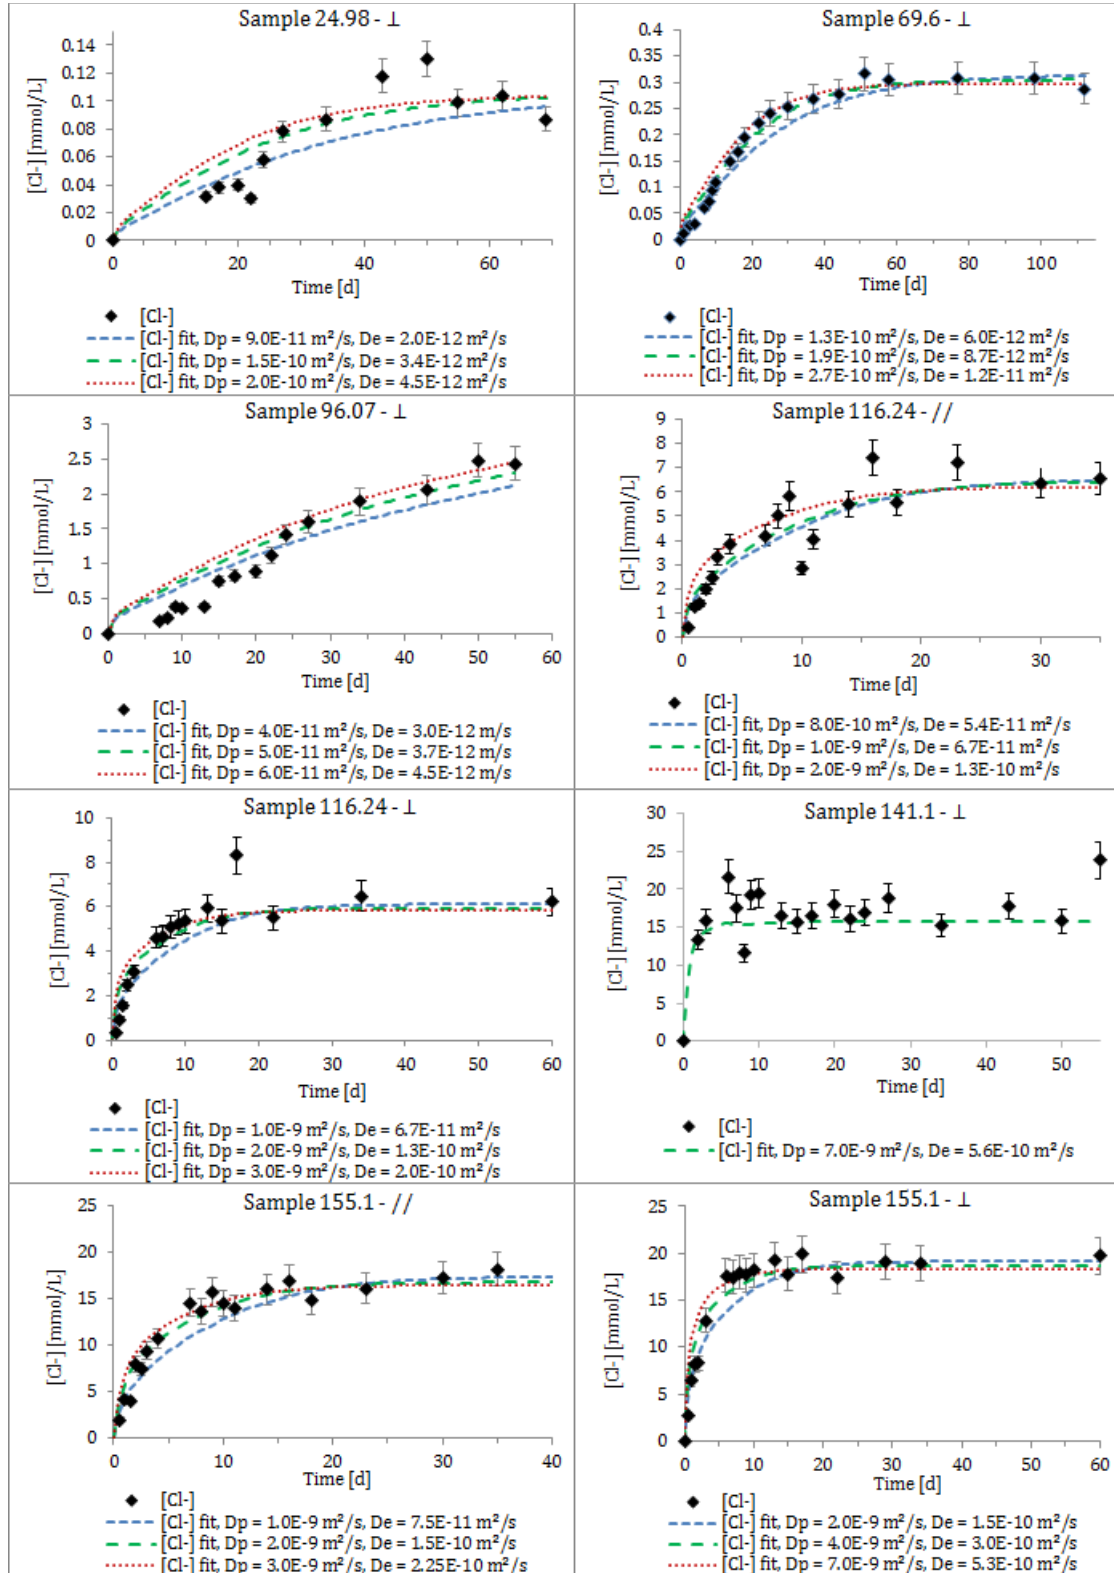 Sample 24.98 - ⊥
[Cl-] [mmol/L]
0.14
0.12
0.1
0.08
0.06
0.04
0.02
0
0 20 40 60
Time [d]
[Cl-]
[Cl-] fit, Dp = 9.0E-11 m²/s, De = 2.0E-12 m²/s
[Cl-] fit, Dp = 1.5E-10 m²/s, De = 3.4E-12 m²/s
[Cl-] fit, Dp = 2.0E-10 m²/s, De = 4.5E-12 m²/s
Sample 69.6 - ⊥
[Cl-] [mmol/L]
0.4
0.35
0.3
0.25
0.2
0.15
0.1
0.05
0
0 20 40 60 80 100
Time [d]
[Cl-]
[Cl-] fit, Dp = 1.3E-10 m²/s, De = 6.0E-12 m²/s
[Cl-] fit, Dp = 1.9E-10 m²/s, De = 8.7E-12 m²/s
[Cl-] fit, Dp = 2.7E-10 m²/s, De = 1.2E-11 m²/s
Sample 96.07 - ⊥
[Cl-] [mmol/L]
3
2.5
2
1.5
1
0.5
0
0 10 20 30 40 50 60
Time [d]
[Cl-]
[Cl-] fit, Dp = 4.0E-11 m²/s, De = 3.0E-12 m/s
[Cl-] fit, Dp = 5.0E-11 m²/s, De = 3.7E-12 m/s
[Cl-] fit, Dp = 6.0E-11 m²/s, De = 4.5E-12 m/s
Sample 116.24 - //
[Cl-] [mmol/L]
9
8
7
6
5
4
3
2
1
0
0 10 20 30
Time [d]
[Cl-]
[Cl-] fit, Dp = 8.0E-10 m²/s, De = 5.4E-11 m²/s
[Cl-] fit, Dp = 1.0E-9 m²/s, De = 6.7E-11 m²/s
[Cl-] fit, Dp = 2.0E-9 m²/s, De = 1.3E-10 m²/s
Sample 116.24 - ⊥
[Cl-] [mmol/L]
10
8
6
4
2
0
0 10 20 30 40 50 60
Time [d]
[Cl-]
[Cl-] fit, Dp = 1.0E-9 m²/s, De = 6.7E-11 m²/s
[Cl-] fit, Dp = 2.0E-9 m²/s, De = 1.3E-10 m²/s
[Cl-] fit, Dp = 3.0E-9 m²/s, De = 2.0E-10 m²/s
Sample 141.1 - ⊥
[Cl-] [mmol/L]
30
25
20
15
10
5
0
0 10 20 30 40 50
Time [d]
[Cl-]
[Cl-] fit, Dp = 7.0E-9 m²/s, De = 5.6E-10 m²/s
Sample 155.1 - //
[Cl-] [mmol/L]
25
20
15
10
5
0
0 10 20 30 40
Time [d]
[Cl-]
[Cl-] fit, Dp = 1.0E-9 m²/s, De = 7.5E-11 m²/s
[Cl-] fit, Dp = 2.0E-9 m²/s, De = 1.5E-10 m²/s
[Cl-] fit, Dp = 3.0E-9 m²/s, De = 2.25E-10 m²/s
Sample 155.1 - ⊥
[Cl-] [mmol/L]
25
20
15
10
5
0
0 10 20 30 40 50 60
Time [d]
[Cl-]
[Cl-] fit, Dp = 2.0E-9 m²/s, De = 1.5E-10 m²/s
[Cl-] fit, Dp = 4.0E-9 m²/s, De = 3.0E-10 m²/s
[Cl-] fit, Dp = 7.0E-9 m²/s, De = 5.3E-10 m²/s